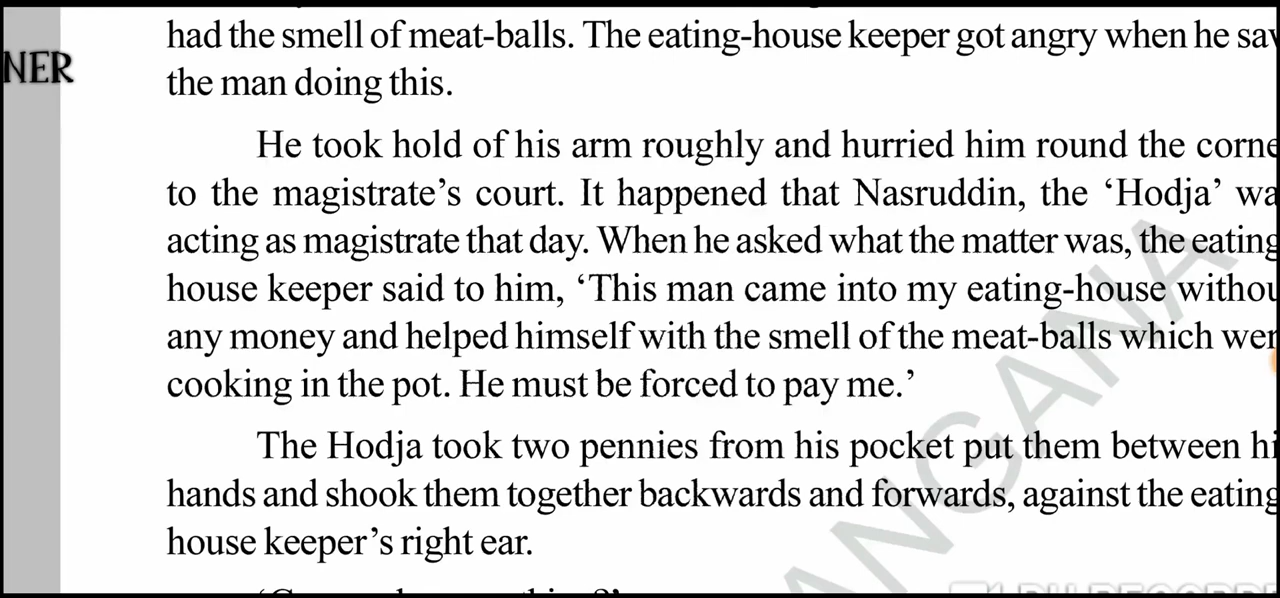 had the smell of meat-balls. The eating-house keeper got angry when he saw
NER
the man doing this.
He took hold of his arm roughly and hurried him round the corne
to the magistrate's court. It happened that Nasruddin, the 'Hodja' wa
acting as magistrate that day. When he asked what the matter was, the eating
house keeper said to him, 'This man came into my eating-house withou
any money and helped himself with the smell of the meat-balls which wer
cooking in the pot. He must be forced to pay me.'
The Hodja took two pennies from his pocket put them between hi
hands and shook them together backwards and forwards, against the eating
house keeper's right ear.
ANGANA